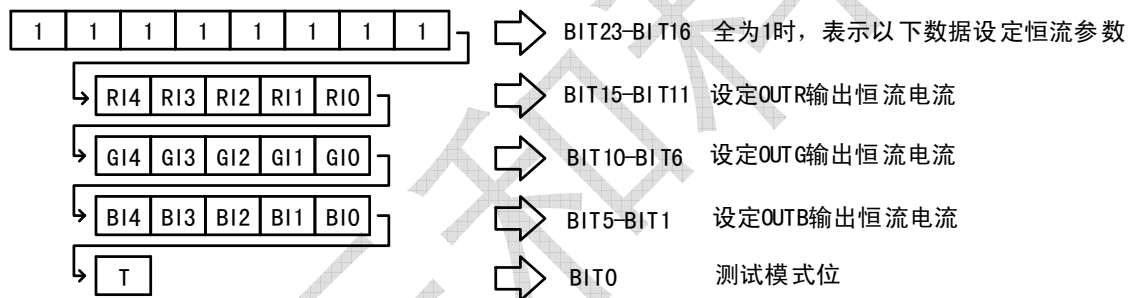 1 1 1 1 1 1 1 1 BIT23-BIT16 全为1时，表示以下数据设定恒流参数
RI4 RI3 RI2 RI1 RI0 BIT15-BIT11 设定OUTR输出恒流电流
GI4 GI3 GI2 GI1 GI0 BIT10-BIT6 设定OUTG输出恒流电流
BI4 BI3 BI2 BI1 BI0 BIT5-BIT1 设定OUTB输出恒流电流
T BIT0 测试模式位